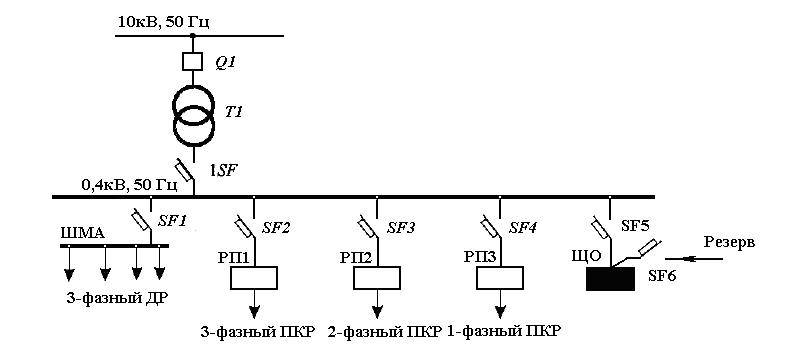 10кВ, 50 Гц
Q1
T1
1SF
0,4кВ, 50 Гц
SF1 SF2 SF3 SF4 SF5
ШМА РП1 РП2 РП3 ЩО Резерв
SF6
3-фазный ДР
3-фазный ПКР 2-фазный ПКР 1-фазный ПКР